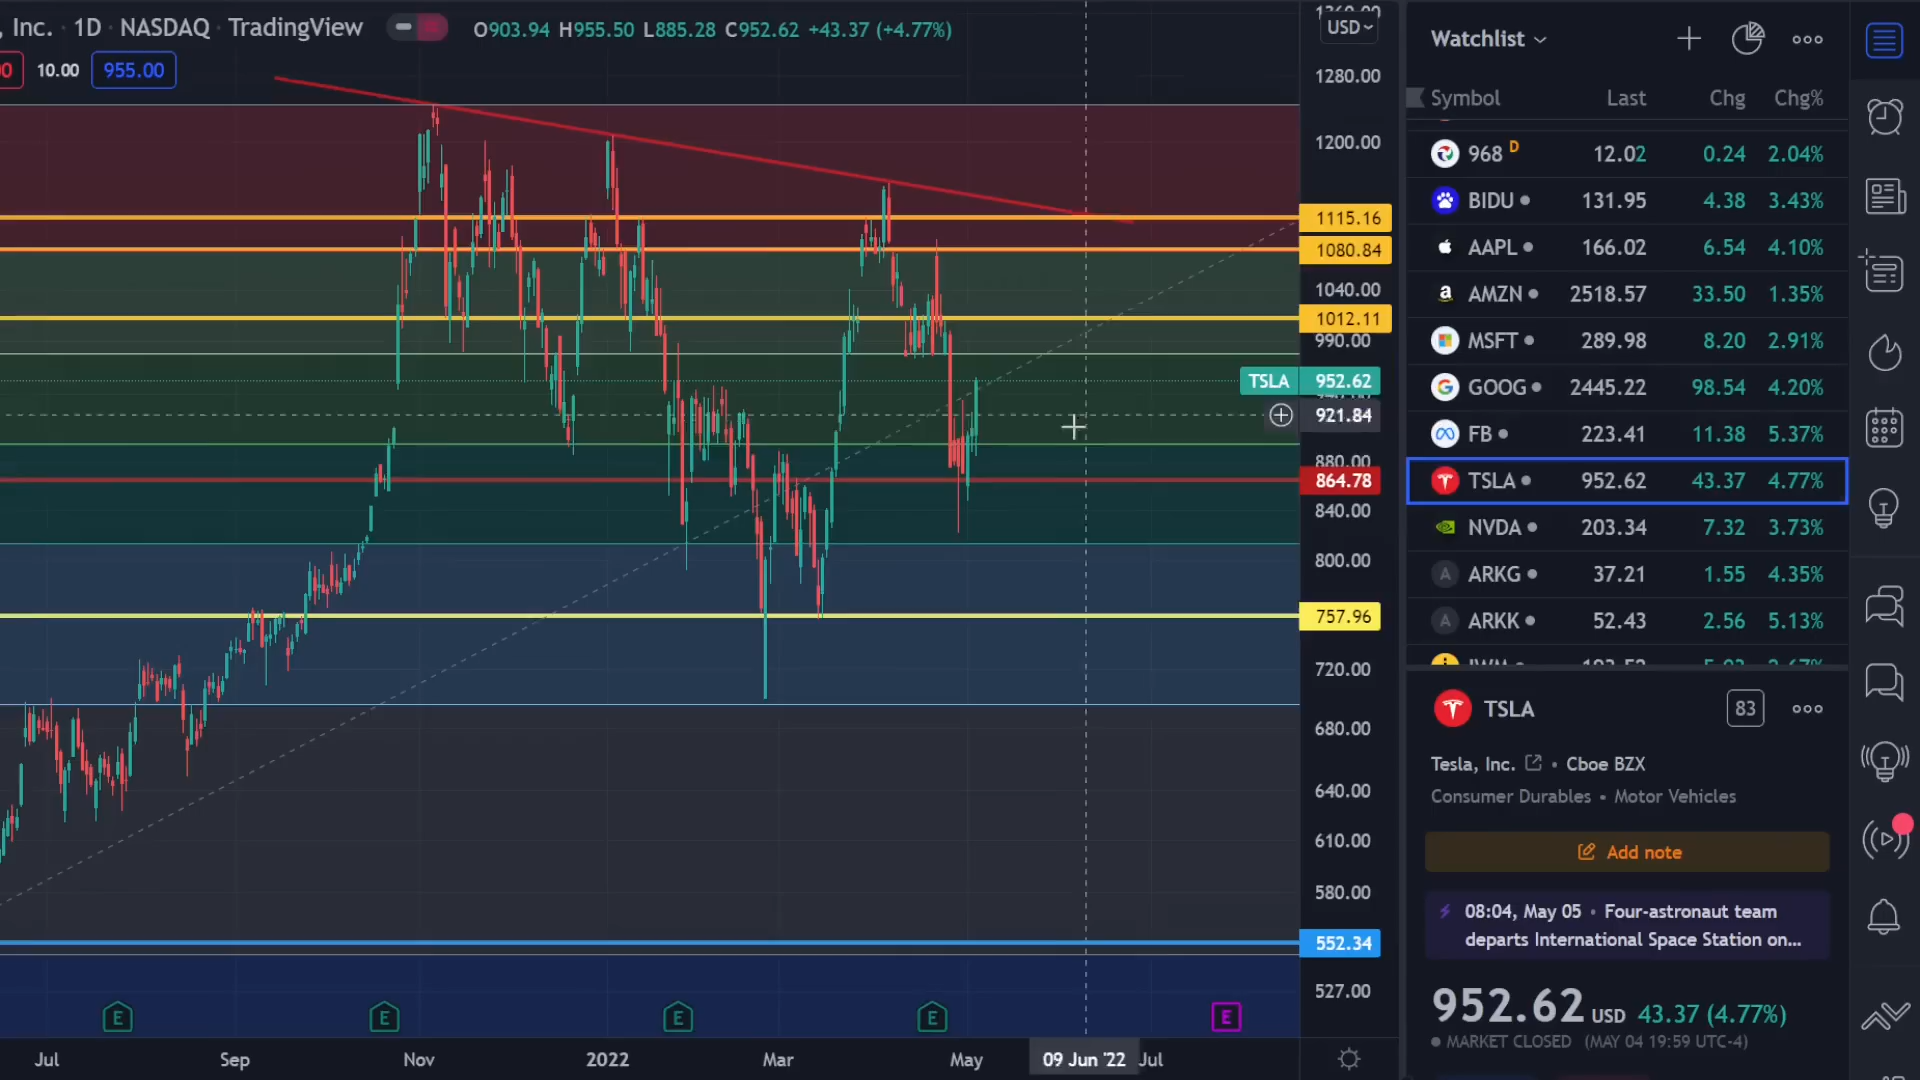 , Inc. · 1D · NASDAQ · TradingView
O903.94 H955.50 L885.28 C952.62 +43.37 (+4.77%)
0 10.00 955.00
USD
1280.00
1200.00
1115.16
1080.84
1040.00
1012.11
990.00
TSLA 952.62
921.84
880.00
864.78
840.00
800.00
757.96
720.00
680.00
640.00
610.00
580.00
552.34
527.00
E E E E E
Jul Sep Nov 2022 Mar May 09 Jun '22 Jul
Watchlist
Symbol Last Chg Chg%
968 D 12.02 0.24 2.04%
BIDU 131.95 4.38 3.43%
AAPL 166.02 6.54 4.10%
AMZN 2518.57 33.50 1.35%
MSFT 289.98 8.20 2.91%
GOOG 2445.22 98.54 4.20%
FB 223.41 11.38 5.37%
TSLA 952.62 43.37 4.77%
NVDA 203.34 7.32 3.73%
A ARKG 37.21 1.55 4.35%
A ARKK 52.43 2.56 5.13%
TSLA 83
Tesla, Inc. • Cboe BZX
Consumer Durables • Motor Vehicles
Add note
08:04, May 05 • Four-astronaut team
departs International Space Station on...
952.62 USD 43.37 (4.77%)
MARKET CLOSED (MAY 04 19:59 UTC-4)